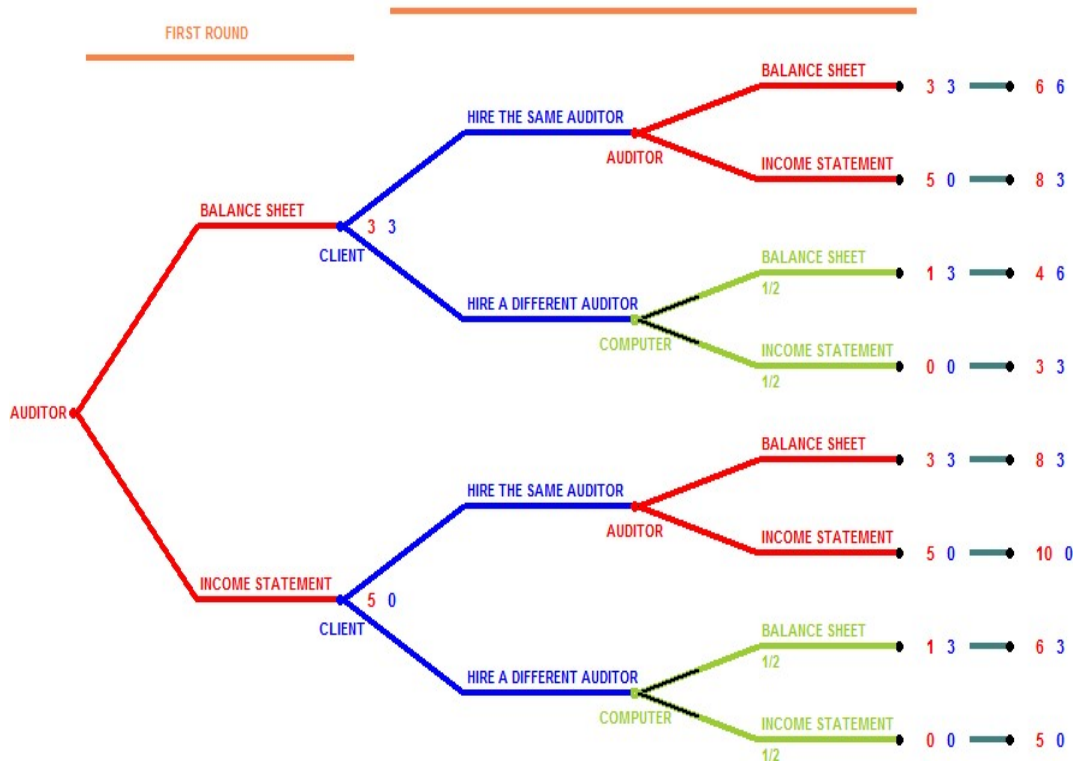 FIRST ROUND
BALANCE SHEET
3 3 6 6
HIRE THE SAME AUDITOR
AUDITOR
INCOME STATEMENT
5 0 8 3
BALANCE SHEET
3 3
CLIENT
BALANCE SHEET
1 3 4 6
1/2
HIRE A DIFFERENT AUDITOR
COMPUTER
INCOME STATEMENT
0 0 3 3
1/2
AUDITOR
BALANCE SHEET
3 3 8 3
HIRE THE SAME AUDITOR
AUDITOR
INCOME STATEMENT
5 0 10 0
INCOME STATEMENT
5 0
CLIENT
BALANCE SHEET
1 3 6 3
1/2
HIRE A DIFFERENT AUDITOR
COMPUTER
INCOME STATEMENT
0 0 5 0
1/2